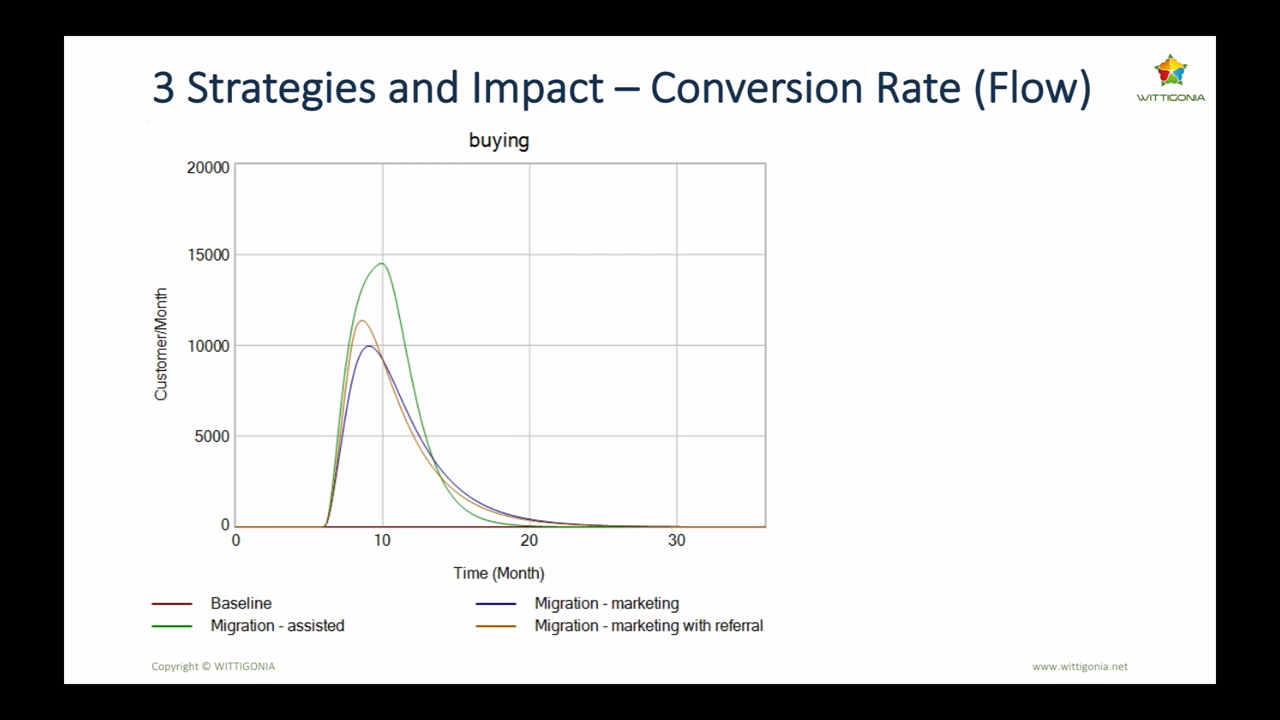 3 Strategies and Impact – Conversion Rate (Flow)
WITTIGONIA
buying
20000
15000
10000
5000
0
Customer/Month
0 10 20 30
Time (Month)
Baseline
Migration - marketing
Migration - assisted
Migration - marketing with referral
Copyright © WITTIGONIA
www.wittigonia.net